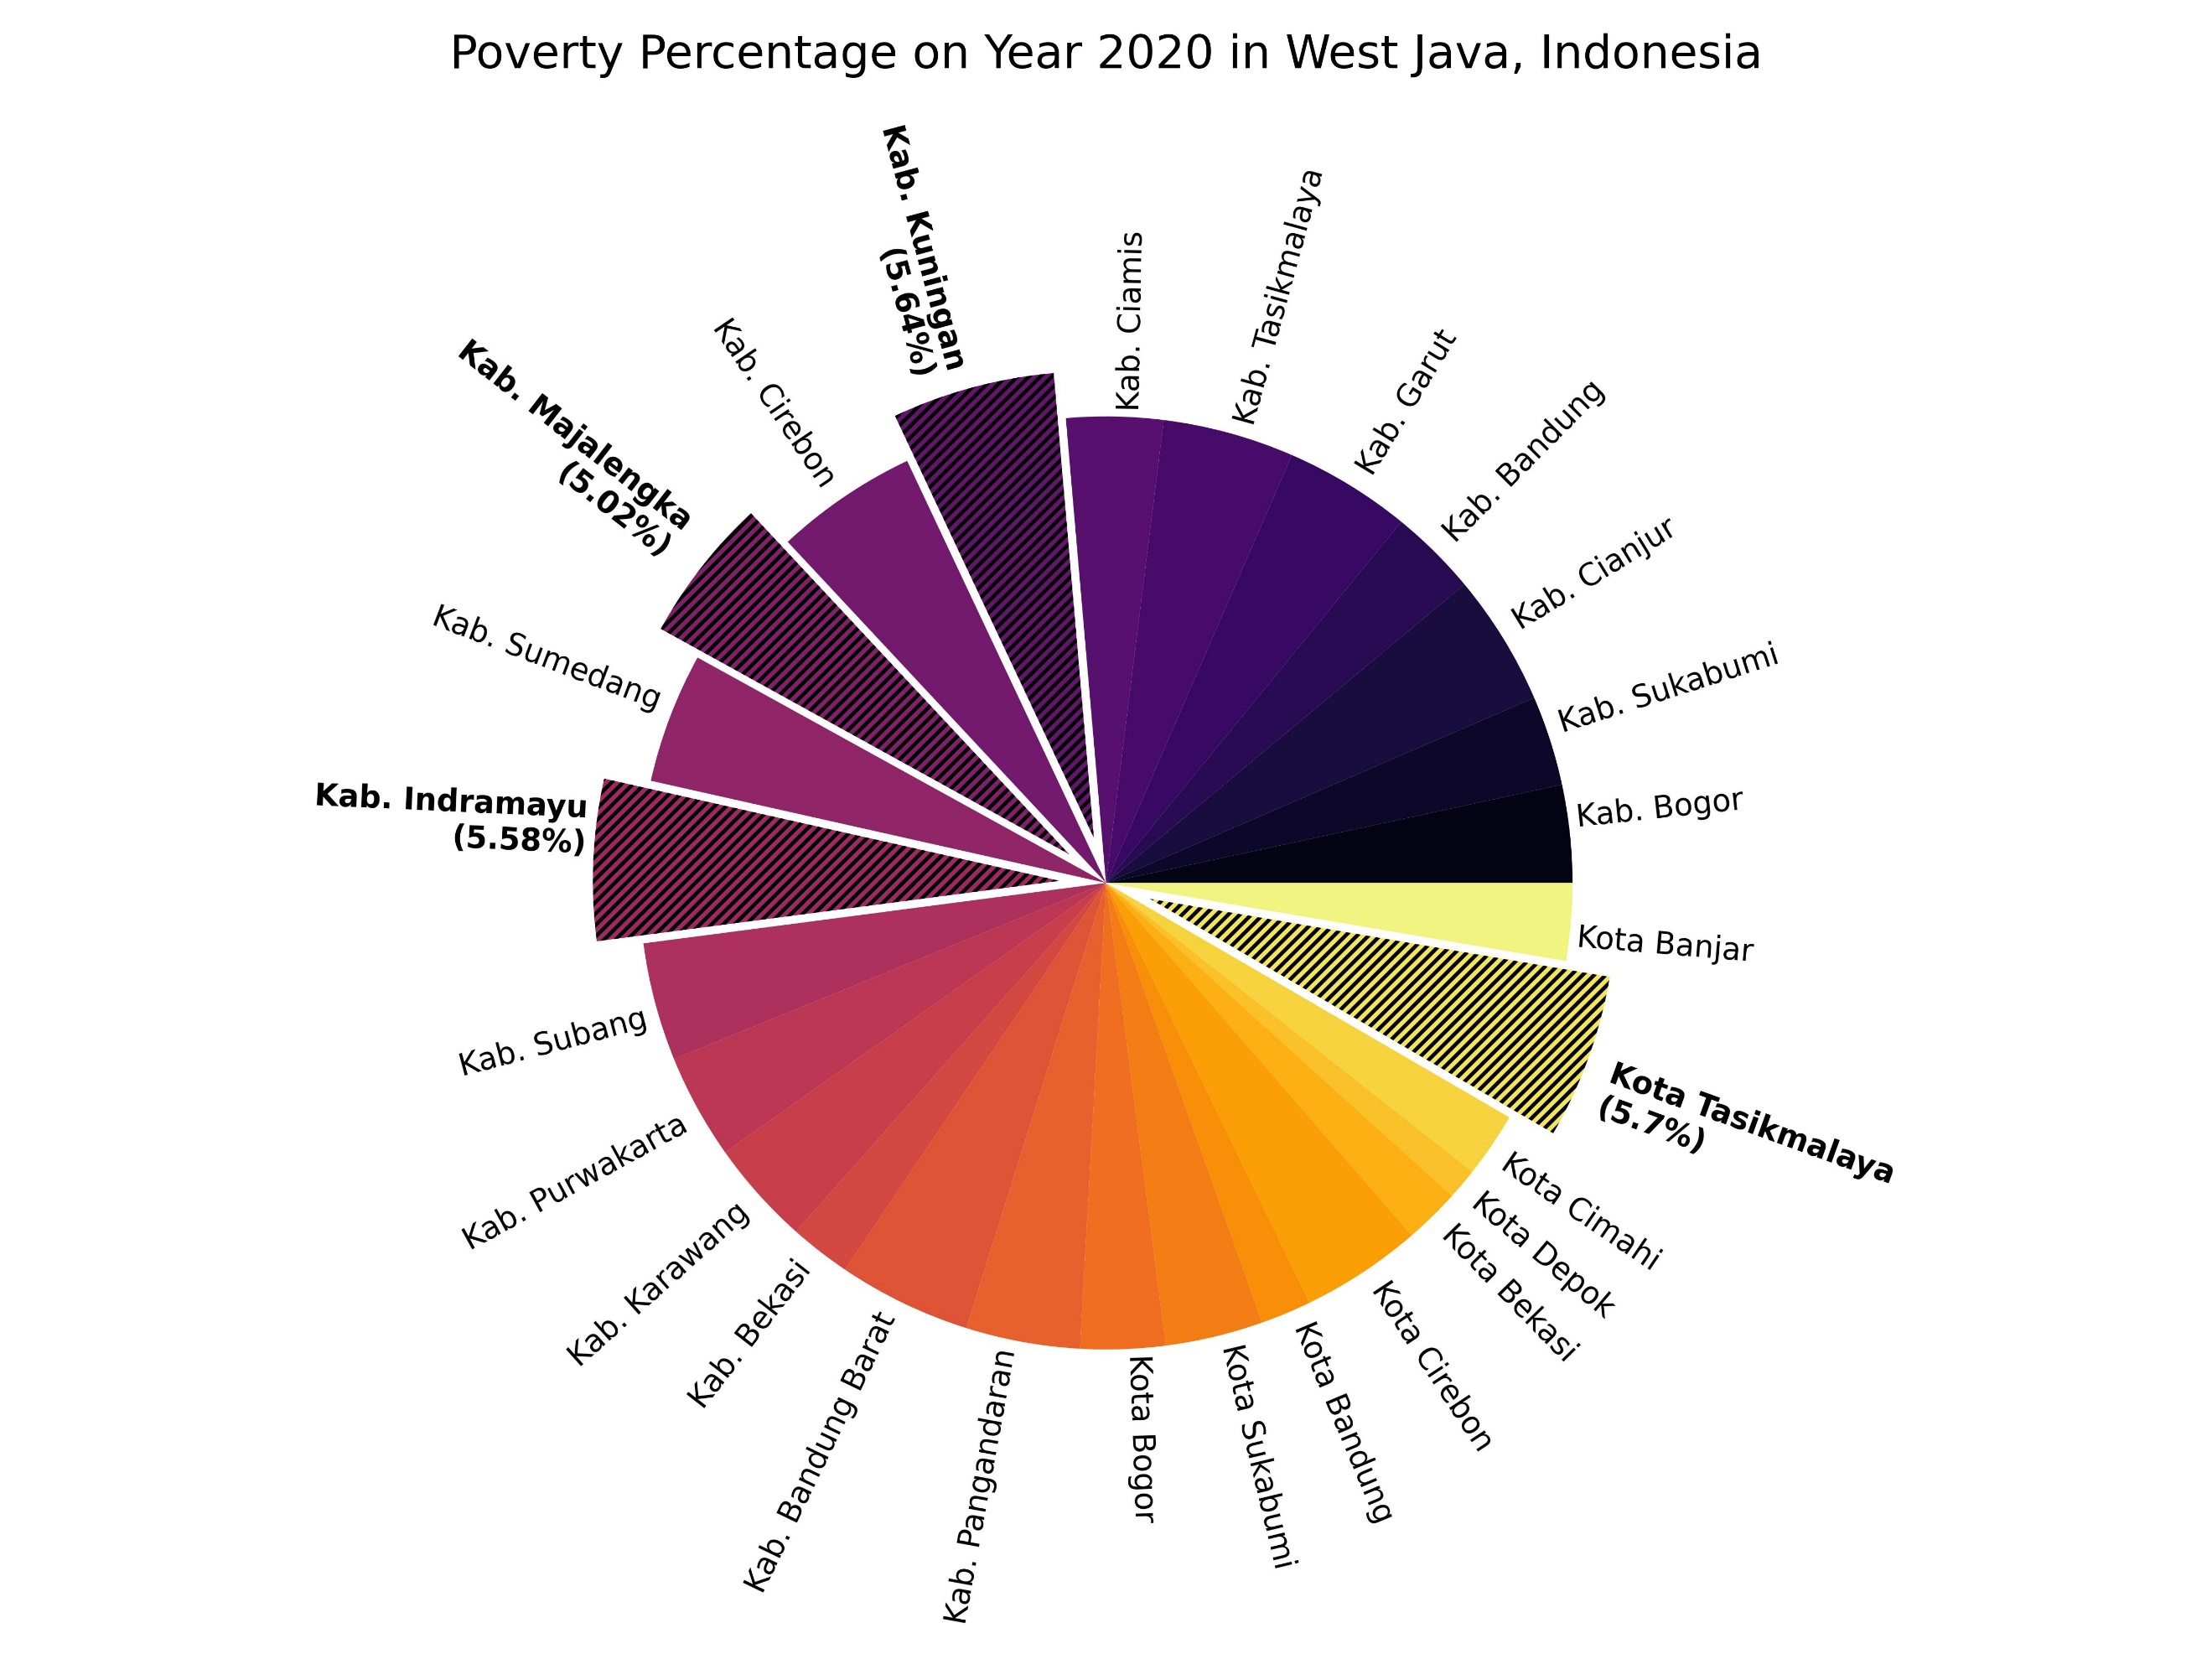 Poverty Percentage on Year 2020 in West Java, Indonesia
Kab. Bogor
Kab. Sukabumi
Kab. Cianjur
Kab. Bandung
Kab. Garut
Kab. Tasikmalaya
Kab. Ciamis
Kab. Kuningan
(5.64%)
Kab. Cirebon
Kab. Majalengka
(5.02%)
Kab. Sumedang
Kab. Indramayu
(5.58%)
Kab. Subang
Kab. Purwakarta
Kab. Karawang
Kab. Bekasi
Kab. Bandung Barat
Kab. Pangandaran
Kota Bogor
Kota Sukabumi
Kota Bandung
Kota Cirebon
Kota Bekasi
Kota Depok
Kota Cimahi
Kota Tasikmalaya
(5.7%)
Kota Banjar